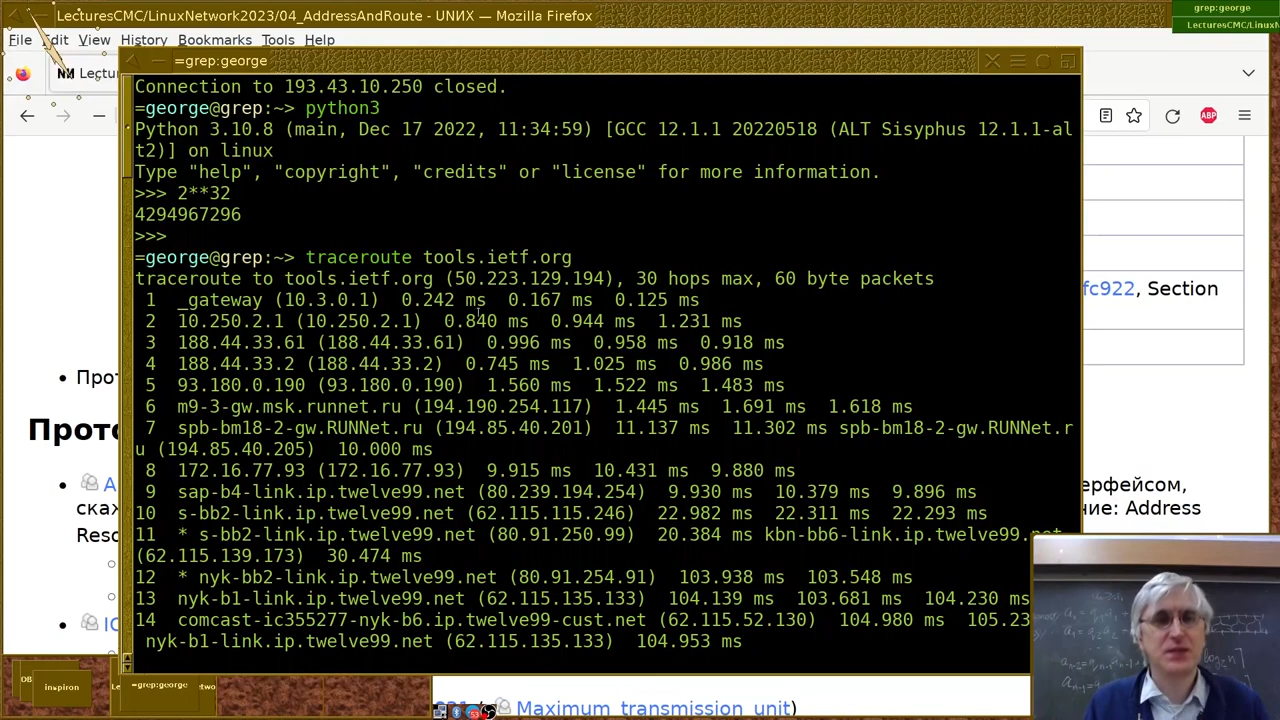 LecturesCMC/LinuxNetwork2023/04_AddressAndRoute - UNИX — Mozilla Firefox
grep:george
LecturesCMC/LinuxNetwork
File Edit View History Bookmarks Tools Help
=grep:george
Lectu
ABP
Connection to 193.43.10.250 closed.
=george@grep:~> python3
Python 3.10.8 (main, Dec 17 2022, 11:34:59) [GCC 12.1.1 20220518 (ALT Sisyphus 12.1.1-al
t2)] on linux
Type "help", "copyright", "credits" or "license" for more information.
>>> 2**32
4294967296
>>>
=george@grep:~> traceroute tools.ietf.org
traceroute to tools.ietf.org (50.223.129.194), 30 hops max, 60 byte packets
1 _gateway (10.3.0.1) 0.242 ms 0.167 ms 0.125 ms
2 10.250.2.1 (10.250.2.1) 0.840 ms 0.944 ms 1.231 ms
3 188.44.33.61 (188.44.33.61) 0.996 ms 0.958 ms 0.918 ms
4 188.44.33.2 (188.44.33.2) 0.745 ms 1.025 ms 0.986 ms
5 93.180.0.190 (93.180.0.190) 1.560 ms 1.522 ms 1.483 ms
6 m9-3-gw.msk.runnet.ru (194.190.254.117) 1.445 ms 1.691 ms 1.618 ms
7 spb-bm18-2-gw.RUNNet.ru (194.85.40.201) 11.137 ms 11.302 ms spb-bm18-2-gw.RUNNet.r
u (194.85.40.205) 10.000 ms
8 172.16.77.93 (172.16.77.93) 9.915 ms 10.431 ms 9.880 ms
9 sap-b4-link.ip.twelve99.net (80.239.194.254) 9.930 ms 10.379 ms 9.896 ms
10 s-bb2-link.ip.twelve99.net (62.115.115.246) 22.982 ms 22.311 ms 22.293 ms
11 * s-bb2-link.ip.twelve99.net (80.91.250.99) 20.384 ms kbn-bb6-link.ip.twelve99.net
(62.115.139.173) 30.474 ms
12 * nyk-bb2-link.ip.twelve99.net (80.91.254.91) 103.938 ms 103.548 ms
13 nyk-b1-link.ip.twelve99.net (62.115.135.133) 104.139 ms 103.681 ms 104.230 ms
14 comcast-ic355277-nyk-b6.ip.twelve99-cust.net (62.115.52.130) 104.980 ms 105.23
nyk-b1-link.ip.twelve99.net (62.115.135.133) 104.953 ms
fc922, Section
Прот
Прото
A
ерфейсом,
скаж
ние: Address
Reso
IC
Maximum transmission unit)
inspiron
=grep:george